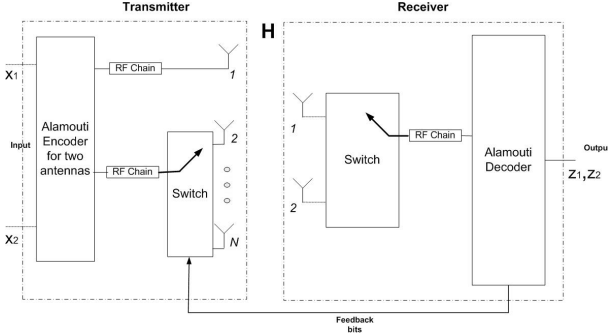 Transmitter
Receiver
H
X1
RF Chain
1
Alamouti
Encoder
for two
antennas
Input
RF Chain
Switch
2
N
X2
1
Switch
2
RF Chain
Alamouti
Decoder
Outpu
Z1,Z2
Feedback
bits